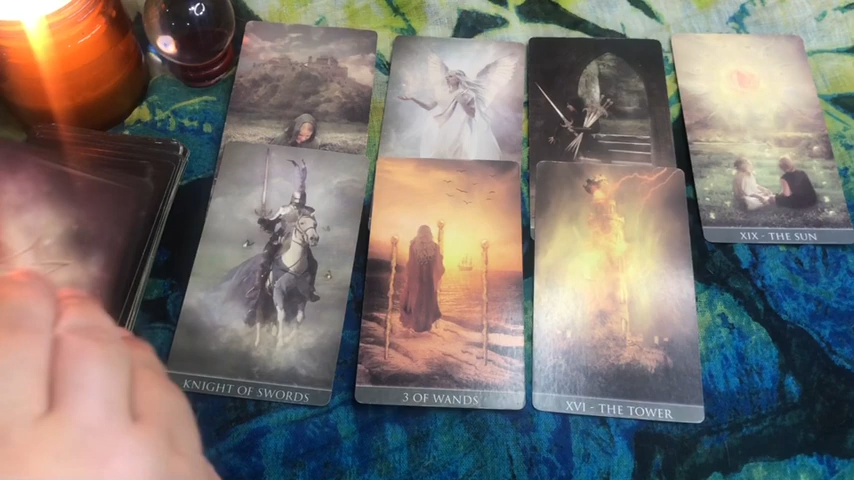 XIX - THE SUN
KNIGHT OF SWORDS
3 OF WANDS
XVI - THE TOWER